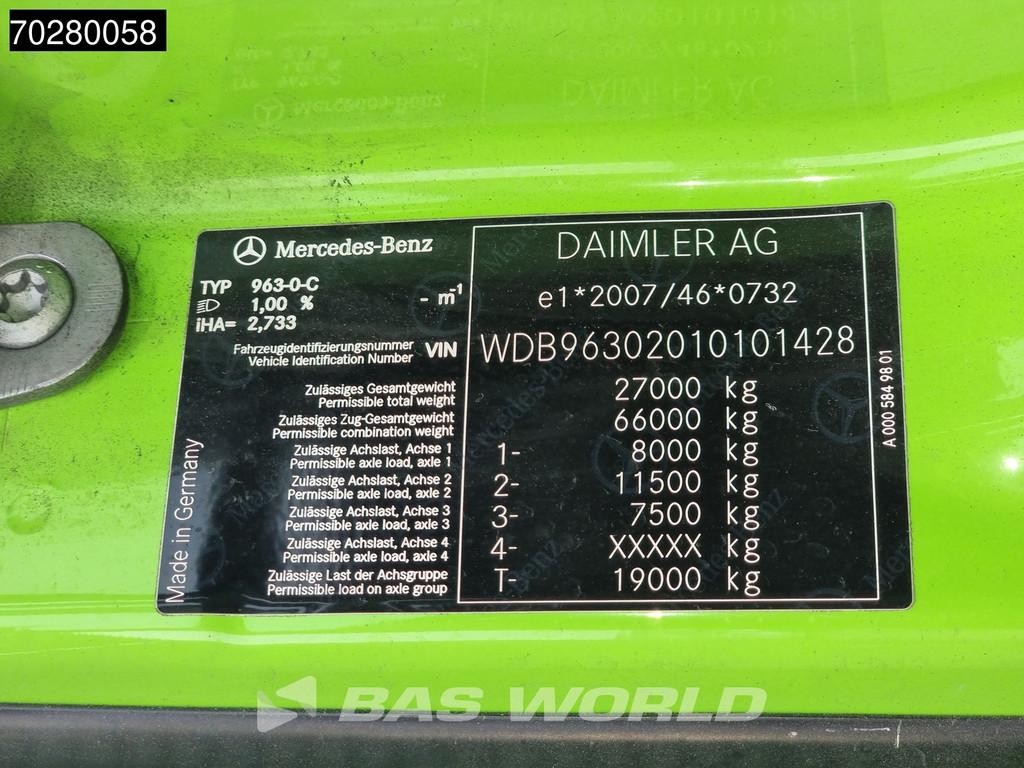 70280058
Mercedes-Benz
TYP 963-0-C
1,00 % - m-1
iHA= 2,733
Fahrzeugidentifizierungsnummer
Vehicle Identification Number VIN
DAIMLER AG
e1*2007/46*0732
WDB96302010101428
Zulässiges Gesamtgewicht
Permissible total weight
27000 kg
Zulässiges Zug-Gesamtgewicht
Permissible combination weight
66000 kg
Zulässige Achslast, Achse 1
Permissible axle load, axle 1
1- 8000 kg
Zulässige Achslast, Achse 2
Permissible axle load, axle 2
2- 11500 kg
Zulässige Achslast, Achse 3
Permissible axle load, axle 3
3- 7500 kg
Zulässige Achslast, Achse 4
Permissible axle load, axle 4
4- XXXXX kg
Zulässige Last der Achsgruppe
Permissible load on axle group
T- 19000 kg
Made in Germany
A 000 584 98 01
BAS WORLD